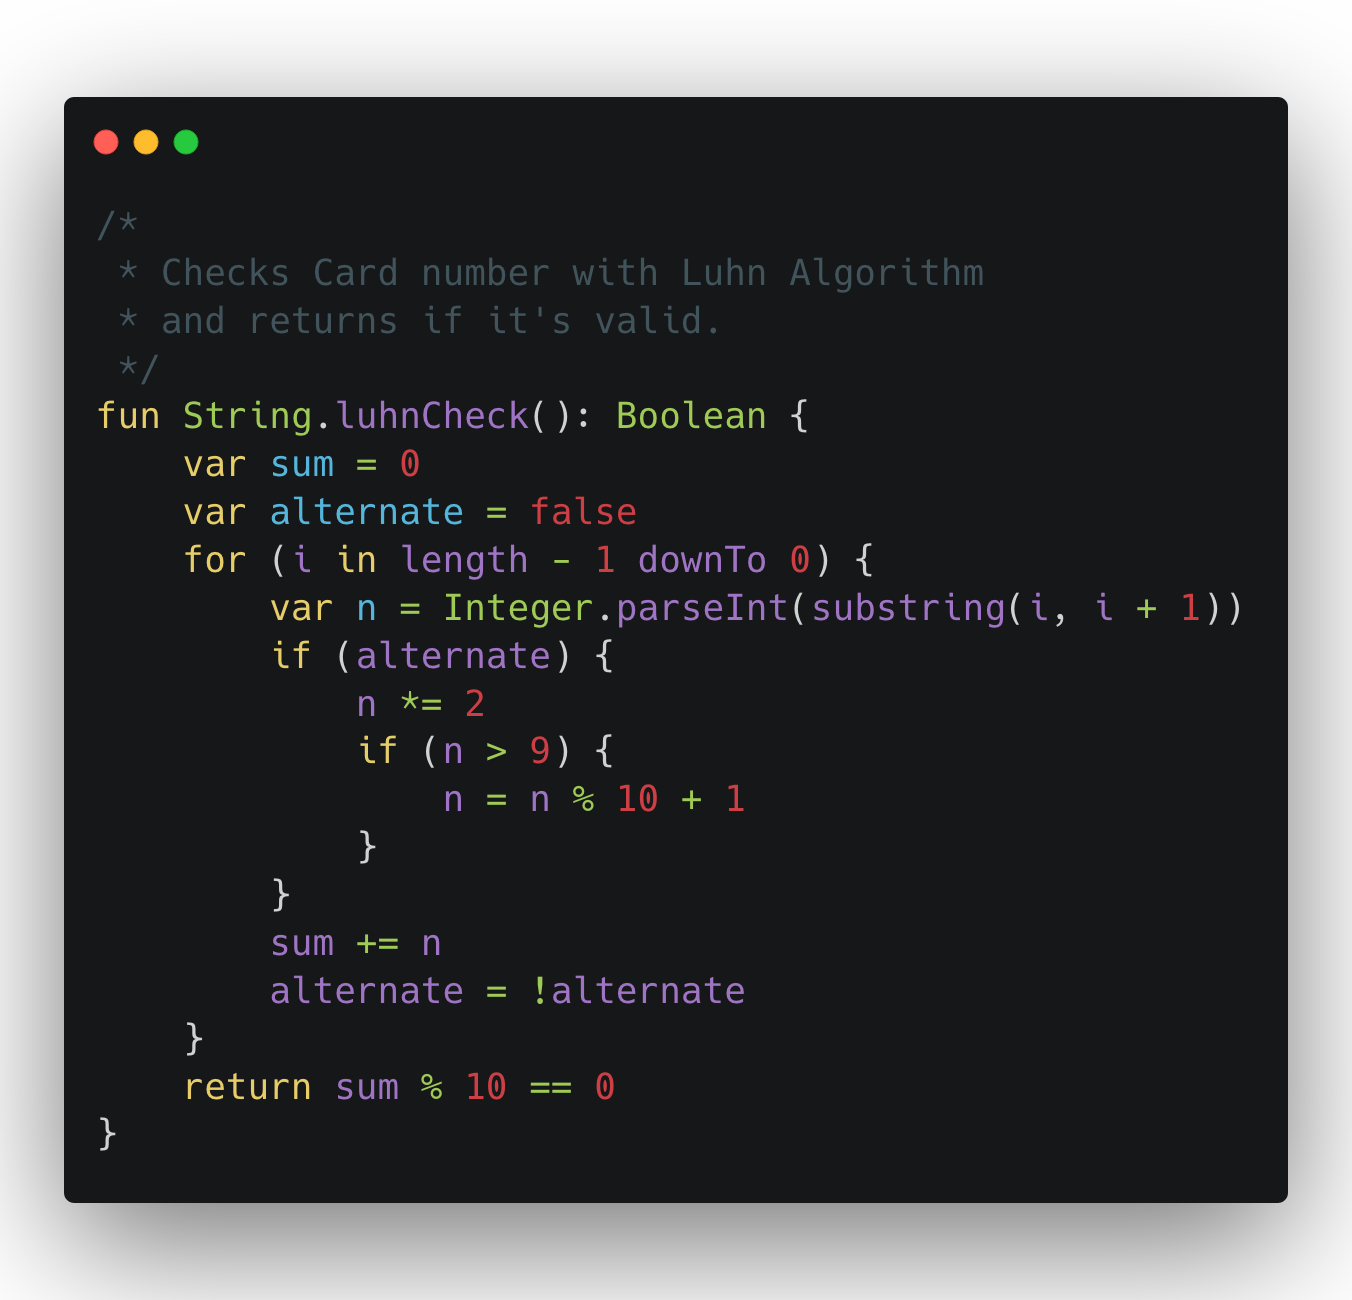 /*
 * Checks Card number with Luhn Algorithm
 * and returns if it's valid.
 */
fun String.luhnCheck(): Boolean {
    var sum = 0
    var alternate = false
    for (i in length - 1 downTo 0) {
        var n = Integer.parseInt(substring(i, i + 1))
        if (alternate) {
            n *= 2
            if (n > 9) {
                n = n % 10 + 1
            }
        }
        sum += n
        alternate = !alternate
    }
    return sum % 10 == 0
}